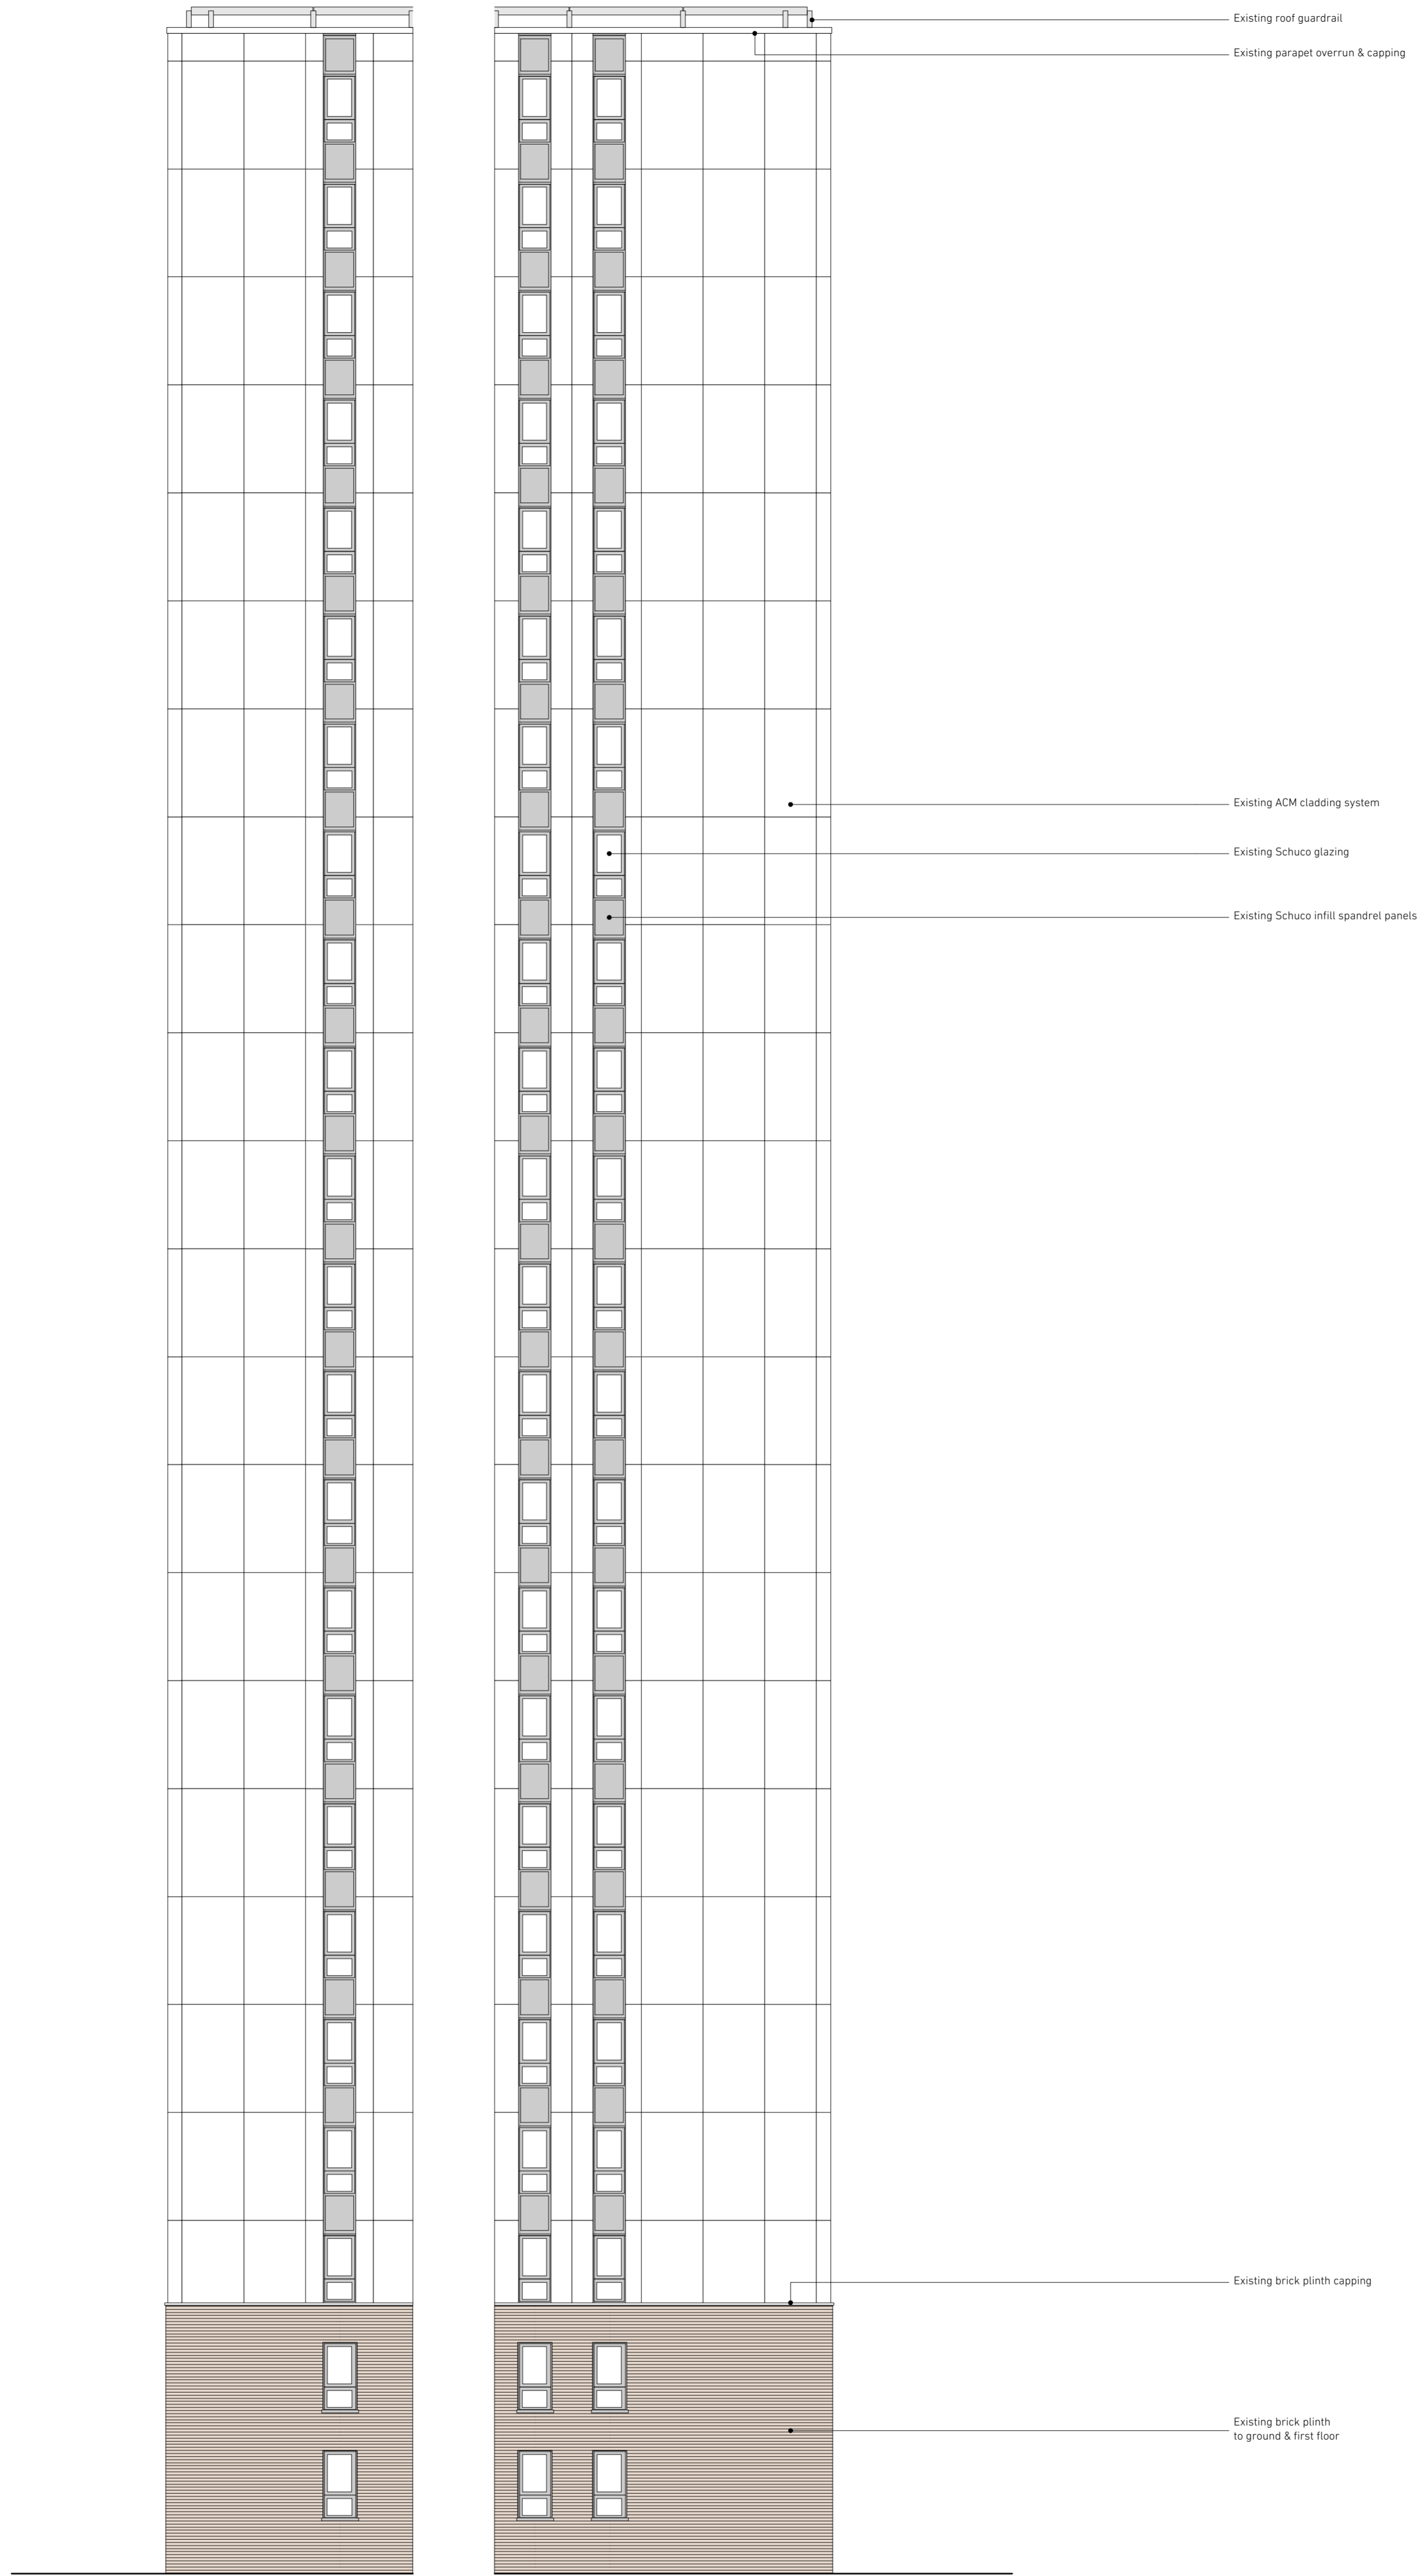 Existing roof guardrail
Existing parapet overrun & capping
Existing ACM cladding system
Existing Schuco glazing
Existing Schuco infill spandrel panels
Existing brick plinth capping
Existing brick plinth
to ground & first floor